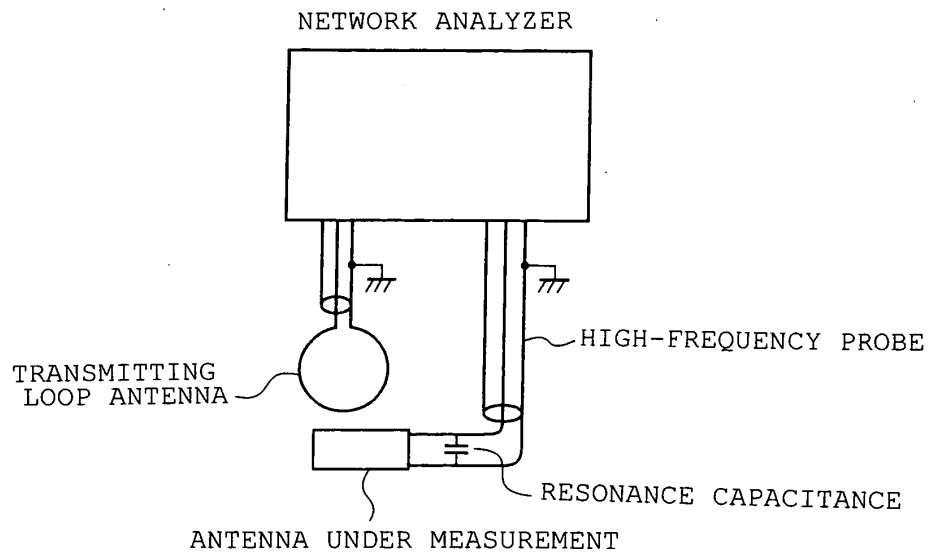 NETWORK ANALYZER
HIGH-FREQUENCY PROBE
TRANSMITTING
LOOP ANTENNA
RESONANCE CAPACITANCE
ANTENNA UNDER MEASUREMENT